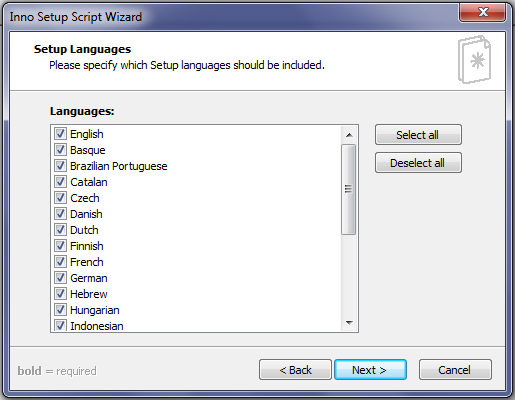 Inno Setup Script Wizard
Setup Languages
Please specify which Setup languages should be included.
Languages:
English
Basque
Brazilian Portuguese
Catalan
Czech
Danish
Dutch
Finnish
French
German
Hebrew
Hungarian
Indonesian
Select all
Deselect all
bold = required
< Back
Next >
Cancel